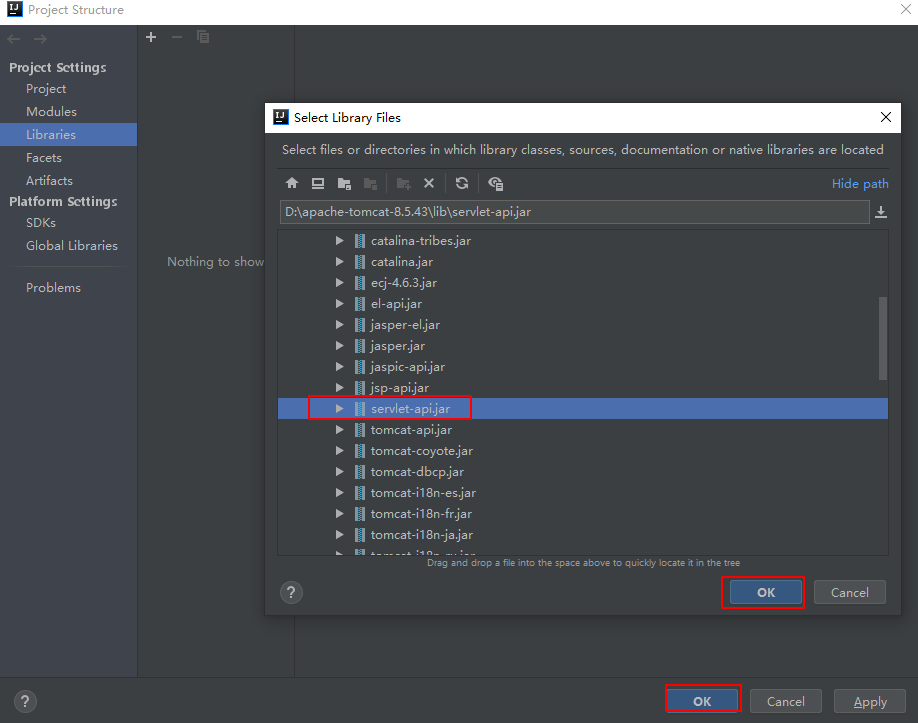 Project Structure
Project Settings
Project
Modules
Libraries
Facets
Artifacts
Platform Settings
SDKs
Global Libraries
Problems
Nothing to show
Select Library Files
Select files or directories in which library classes, sources, documentation or native libraries are located
Hide path
D:\apache-tomcat-8.5.43\lib\servlet-api.jar
catalina-tribes.jar
catalina.jar
ecj-4.6.3.jar
el-api.jar
jasper-el.jar
jasper.jar
jaspic-api.jar
jsp-api.jar
servlet-api.jar
tomcat-api.jar
tomcat-coyote.jar
tomcat-dbcp.jar
tomcat-i18n-es.jar
tomcat-i18n-fr.jar
tomcat-i18n-ja.jar
Drag and drop a file into the space above to quickly locate it in the tree
? OK Cancel
? OK Cancel Apply